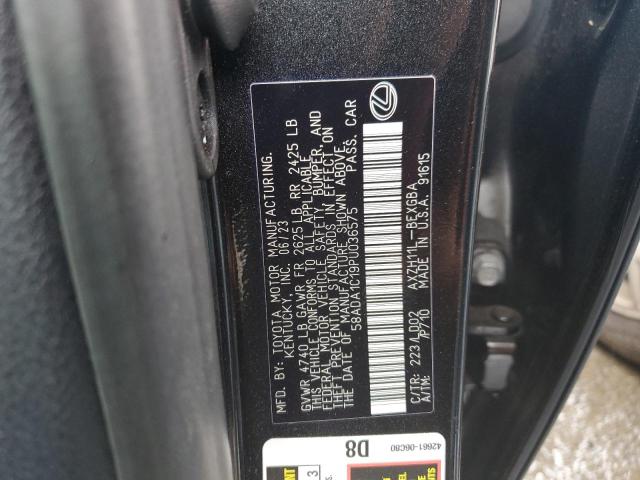 MFD. BY: TOYOTA MOTOR MANUFACTURING.
KENTUCKY, INC. 06/23
GVWR 4740 LB GAWR FR 2625 LB RR 2425 LB
THIS VEHICLE CONFORMS TO ALL APPLICABLE
FEDERAL MOTOR VEHICLE SAFETY, BUMPER, AND
THEFT PREVENTION STANDARDS IN EFFECT ON
THE DATE OF MANUFACTURE SHOWN ABOVE.
58ADA1C19PU036575 PASS. CAR
C/TR: 223/LD02 AXZH11L-BEXGBA
A/TM: /P710 MADE IN U.S.A. 91615
42661-06C80
D8